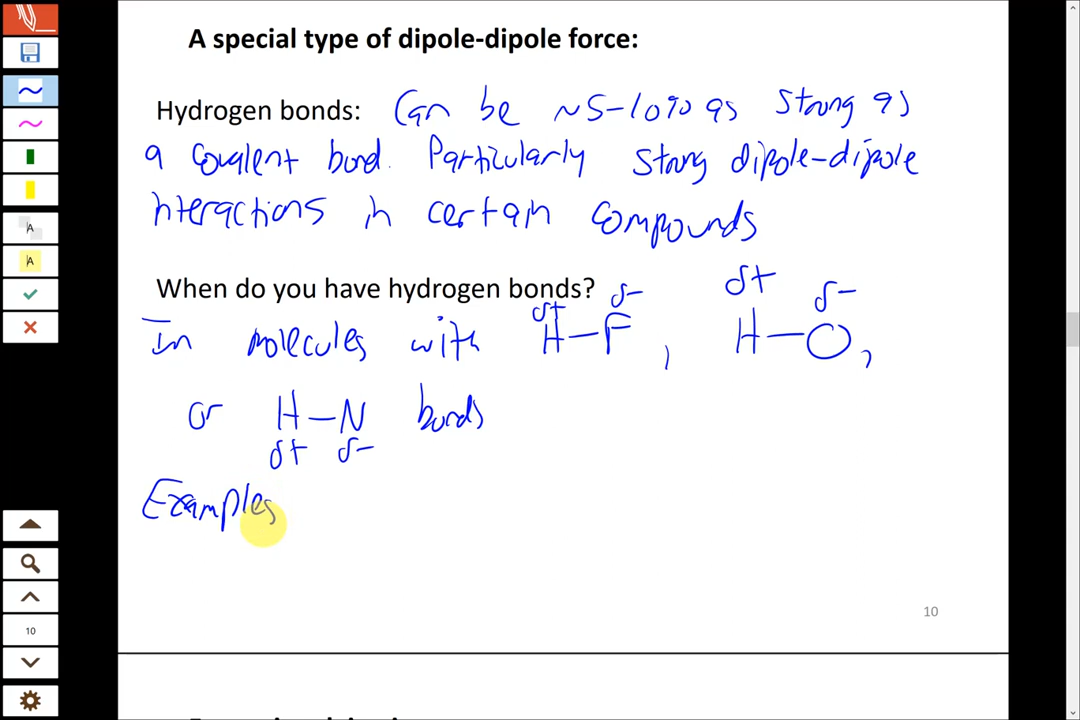 A special type of dipole-dipole force:
Hydrogen bonds: Can be ~5-10% as strong as
a covalent bond. Particularly strong dipole-dipole
interactions in certain compounds
When do you have hydrogen bonds?
δ+ δ- δ+ δ-
In molecules with H-F, H-O,
or H-N bonds
δ+ δ-
Examples
10
A
A
10